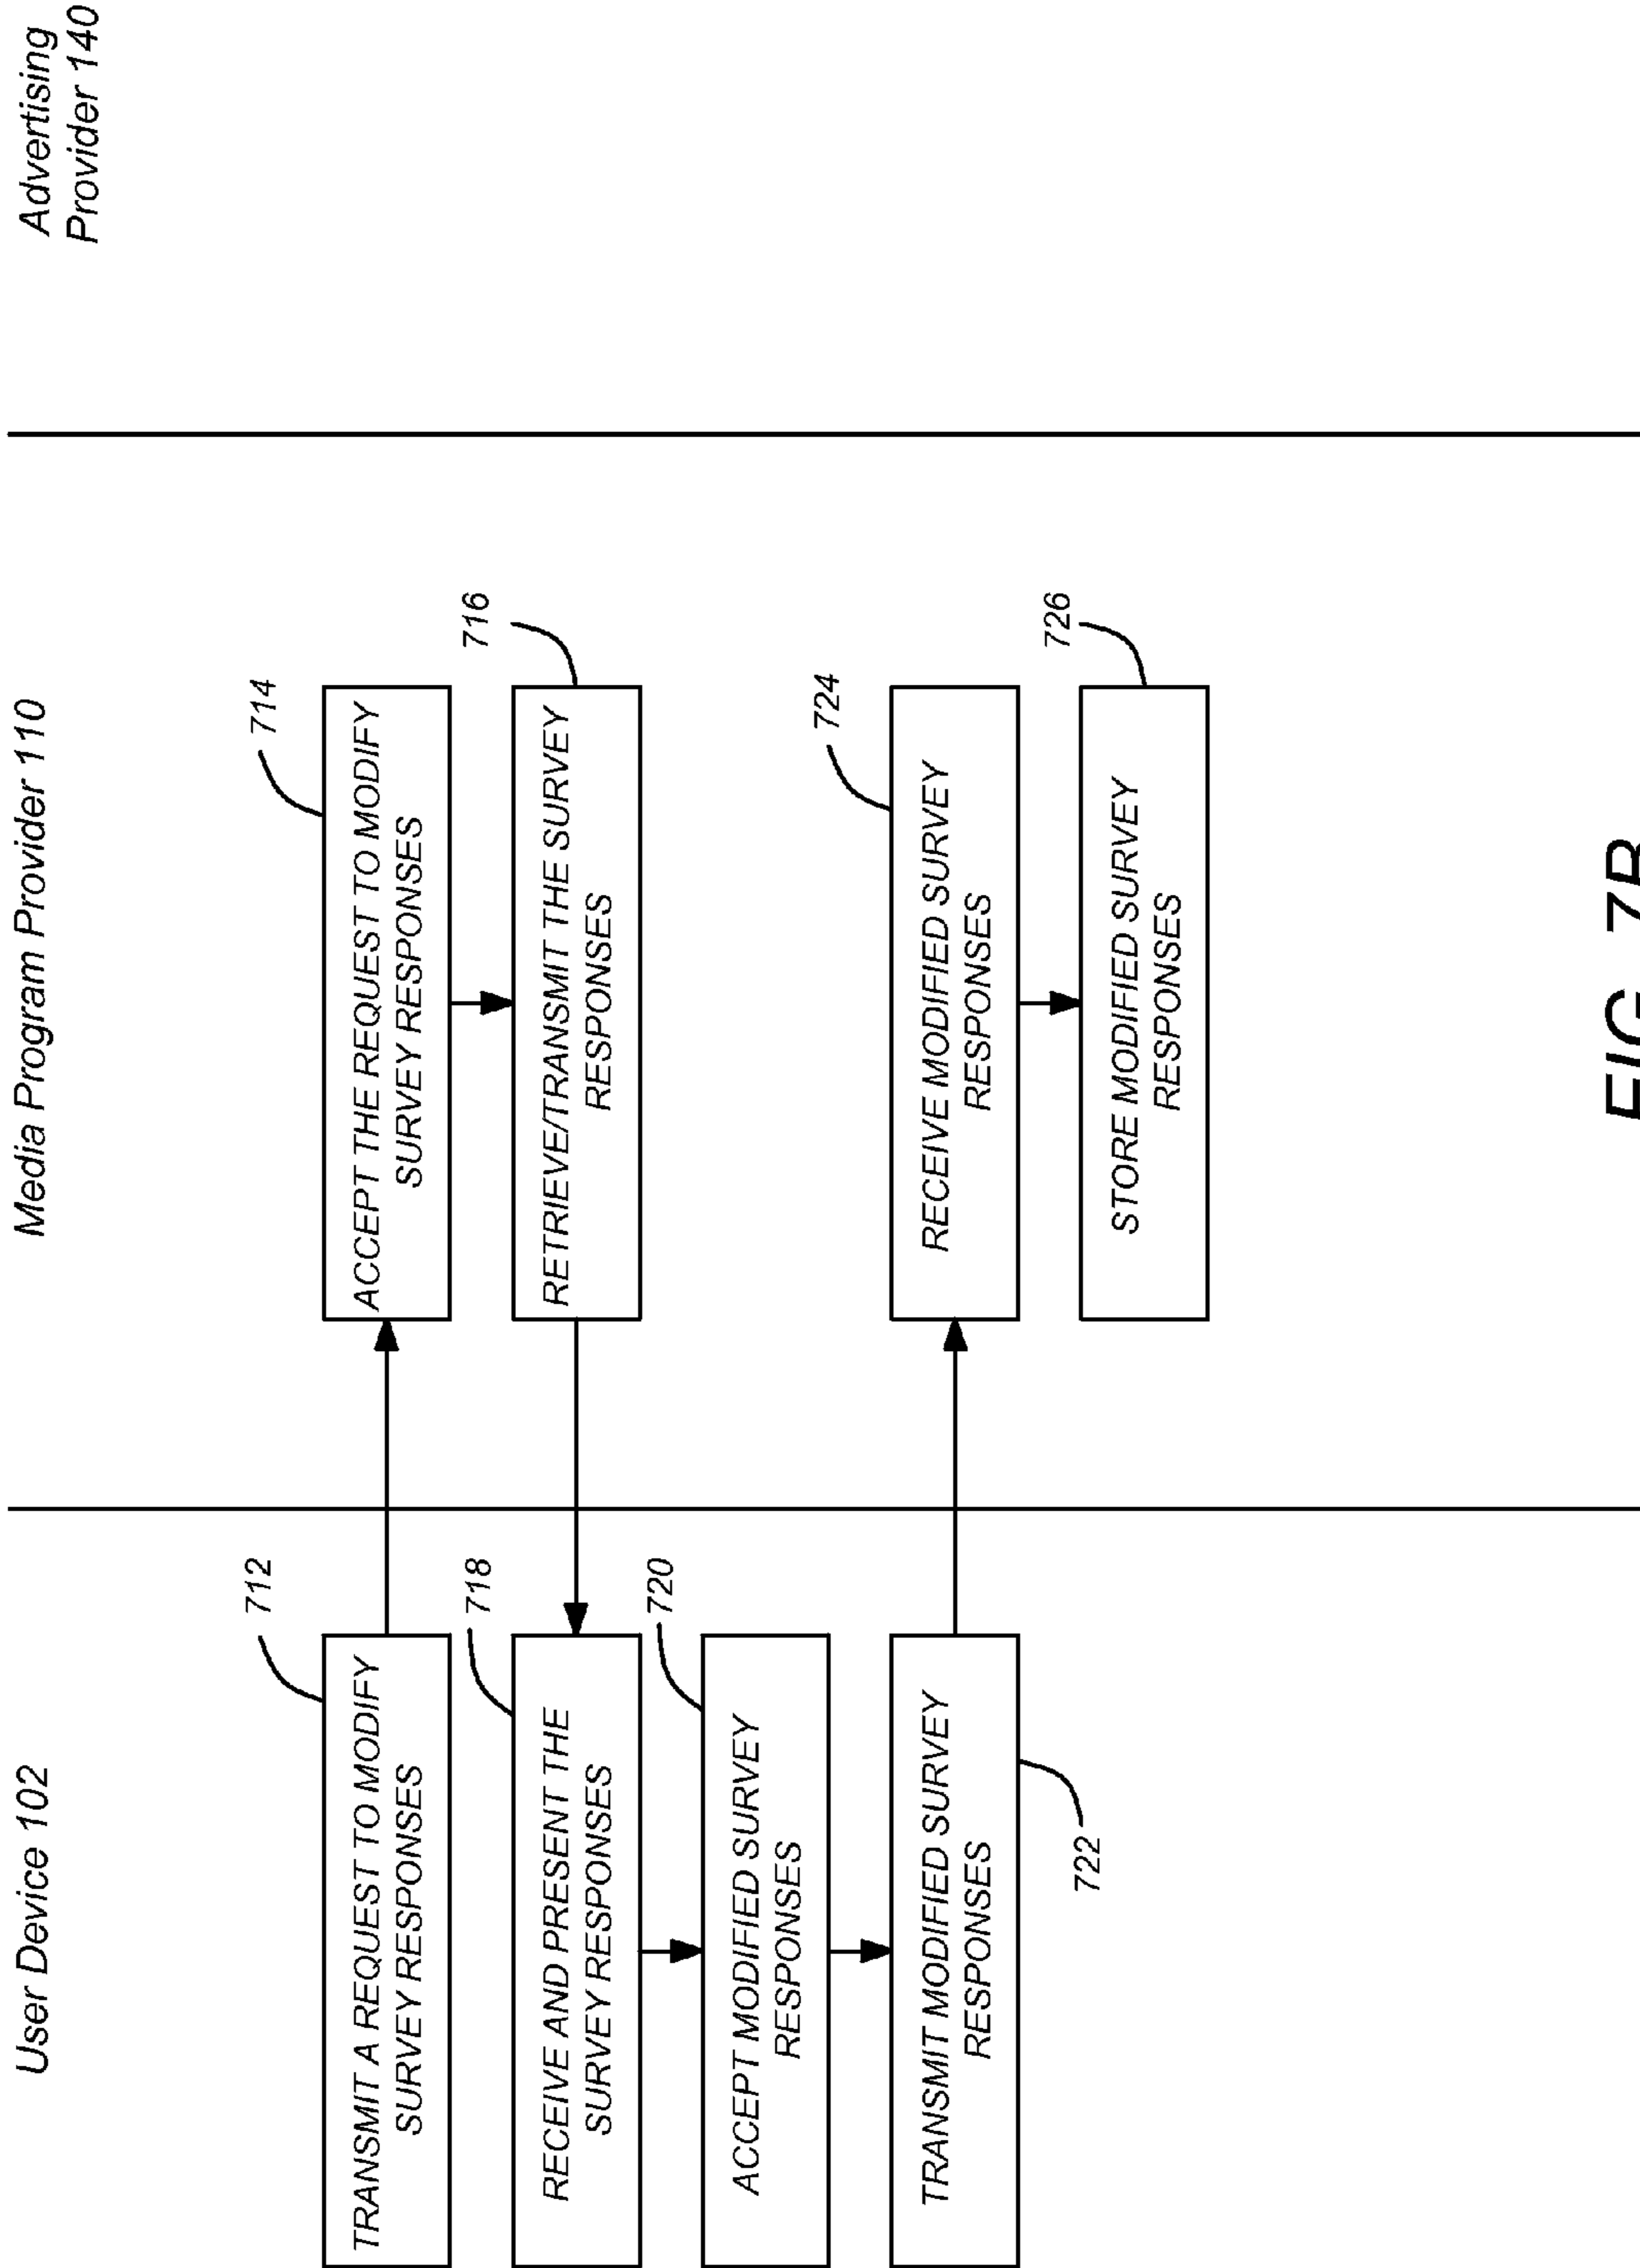 User Device 102
Media Program Provider 110
Advertising
Provider 140
712
TRANSMIT A REQUEST TO MODIFY
SURVEY RESPONSES
714
ACCEPT THE REQUEST TO MODIFY
SURVEY RESPONSES
718
RECEIVE AND PRESENT THE
SURVEY RESPONSES
716
RETRIEVE/TRANSMIT THE SURVEY
RESPONSES
720
ACCEPT MODIFIED SURVEY
RESPONSES
TRANSMIT MODIFIED SURVEY
RESPONSES
722
724
RECEIVE MODIFIED SURVEY
RESPONSES
726
STORE MODIFIED SURVEY
RESPONSES
FIG. 7B